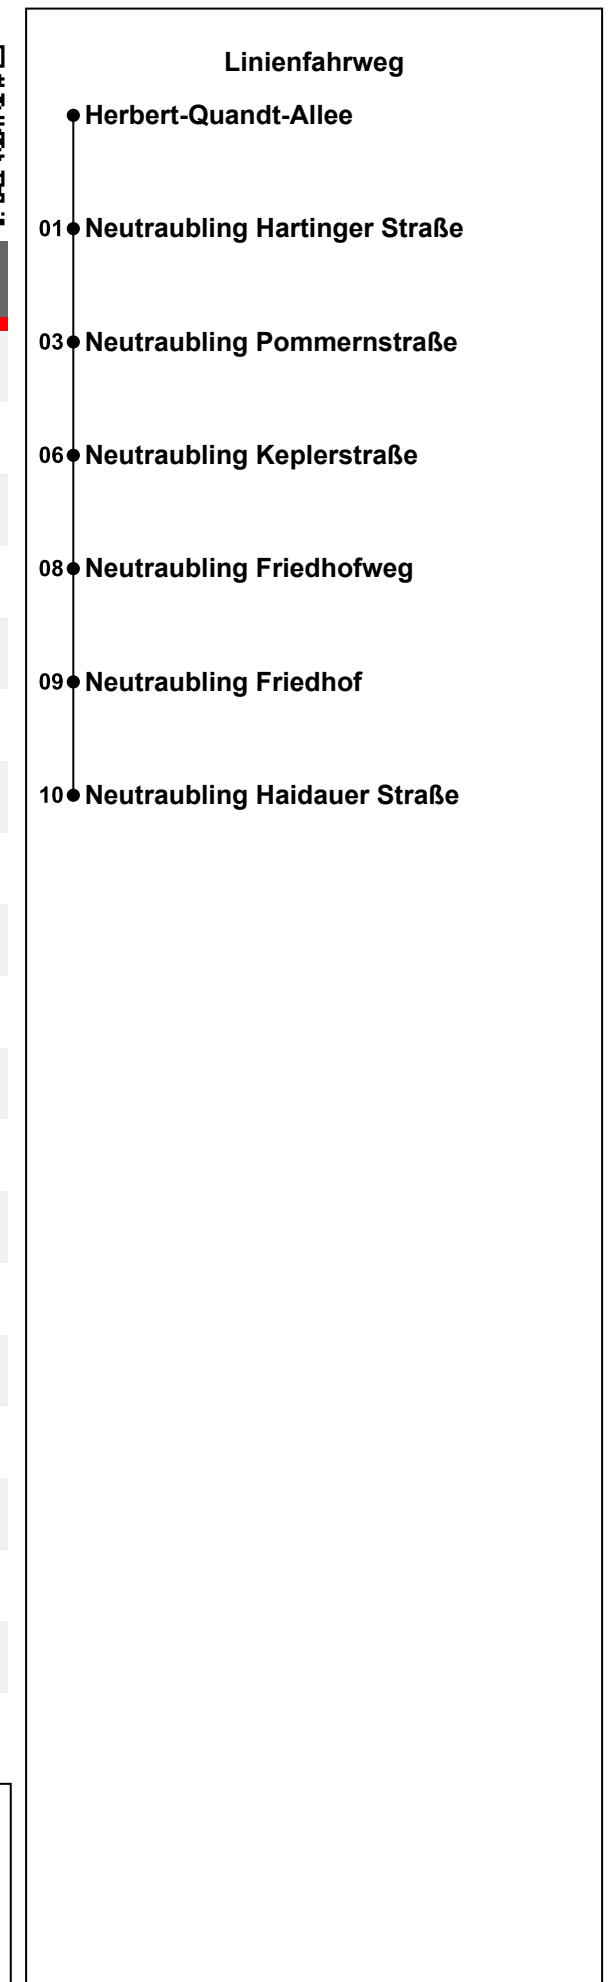 Linienfahrweg
Herbert-Quandt-Allee
01 Neutraubling Hartinger Straße
03 Neutraubling Pommernstraße
06 Neutraubling Keplerstraße
08 Neutraubling Friedhofweg
09 Neutraubling Friedhof
10 Neutraubling Haidauer Straße